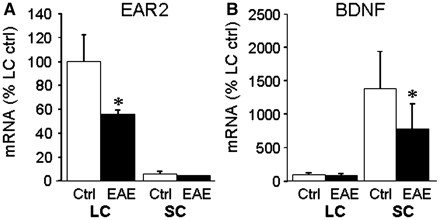 A EAR2
mRNA (% LC ctrl)
140
120
100
80
60
40
20
0
*
Ctrl EAE Ctrl EAE
LC SC
B BDNF
mRNA (% LC ctrl)
2500
2000
1500
1000
500
0
*
Ctrl EAE Ctrl EAE
LC SC